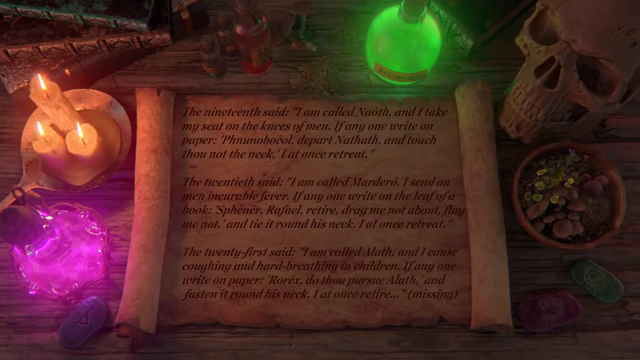 The nineteenth said: "I am called Naôth, and I take
my seat on the knees of men. If any one write on
paper: 'Phnunoboêol, depart Nathath, and touch
thou not the neck,' I at once retreat."
The twentieth said: "I am called Marderô. I send on
men incurable fever. If any one write on the leaf of a
book: 'Sphênêr, Rafael, retire, drag me not about, flay
me not,' and tie it round his neck, I at once retreat."
The twenty-first said: "I am called Alath, and I cause
coughing and hard-breathing in children. If any one
write on paper: 'Rorêx, do thou pursue Alath,' and
fasten it round his neck, I at once retire..." (missing)